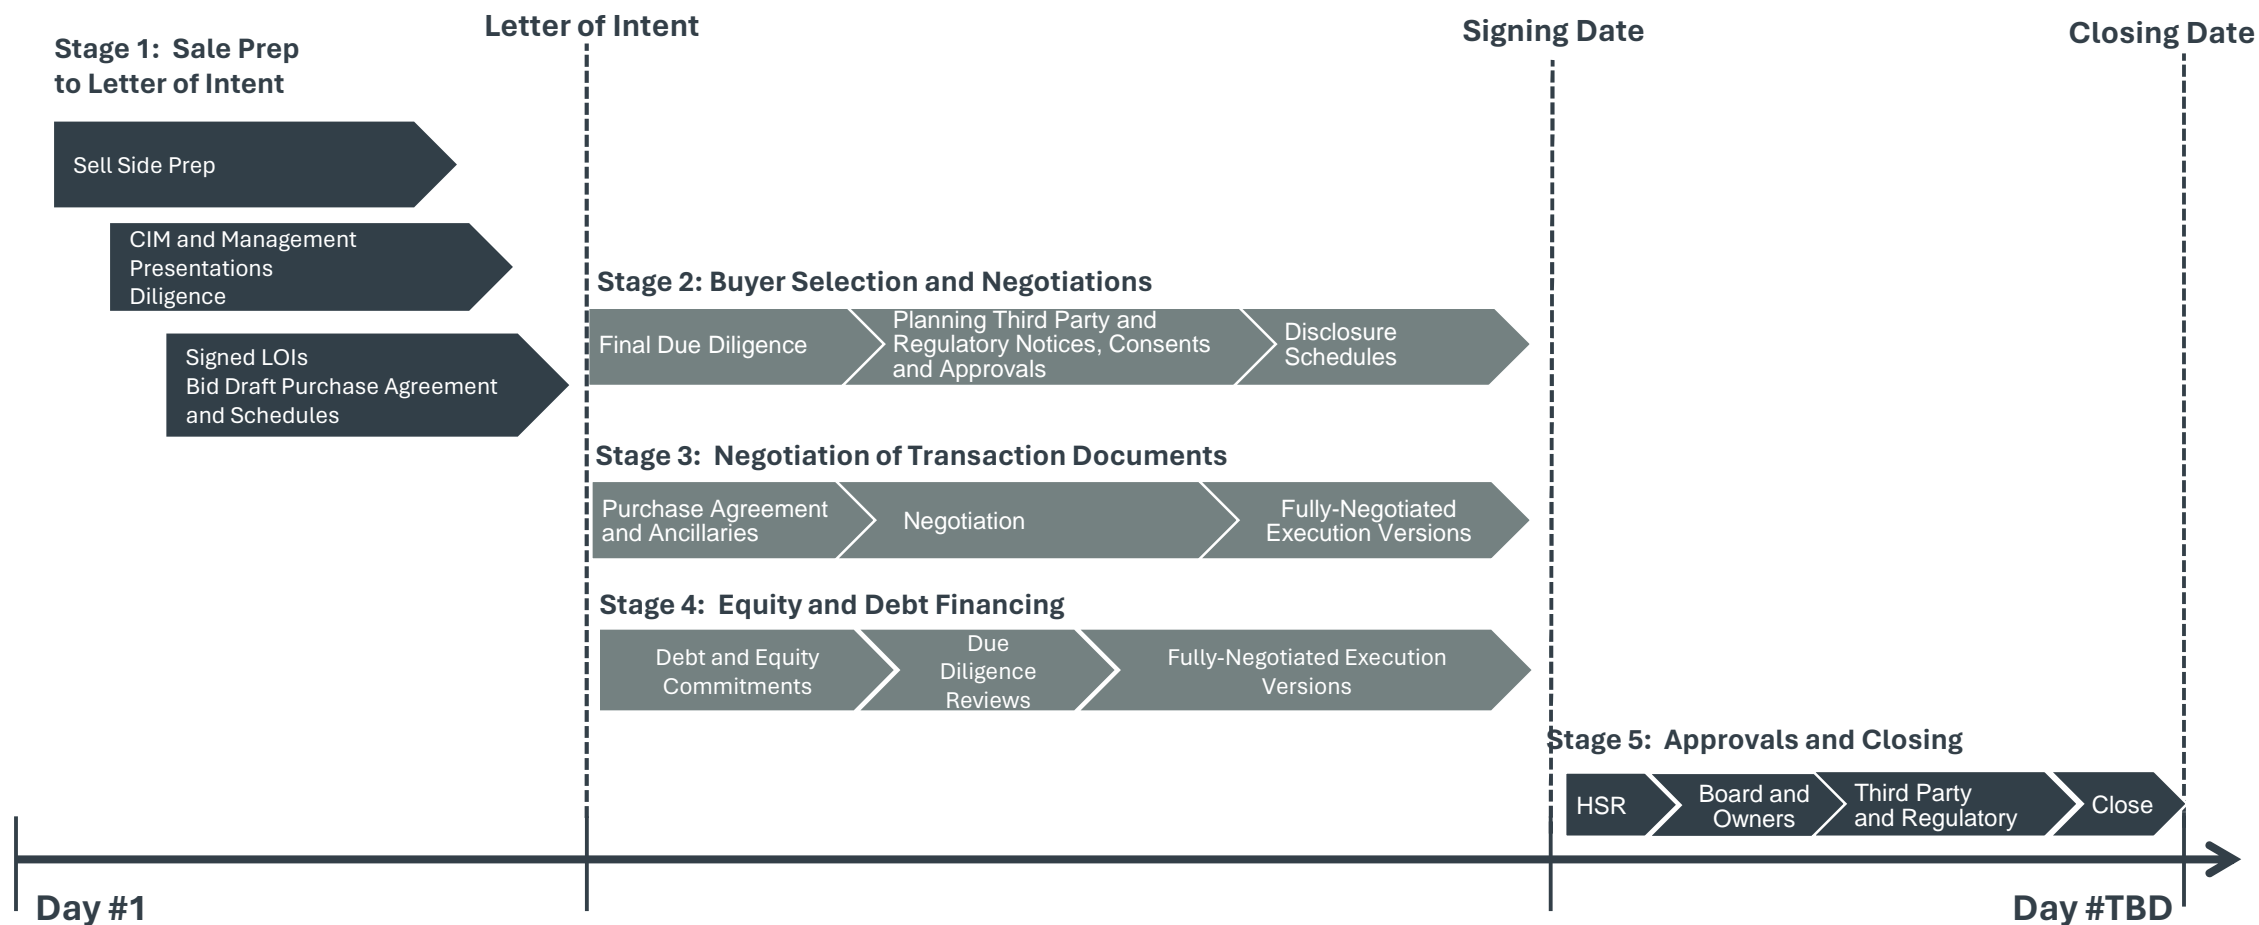 Letter of Intent
Signing Date
Closing Date
Stage 1:  Sale Prep
to Letter of Intent
Sell Side Prep
CIM and Management
Presentations
Diligence
Signed LOIs
Bid Draft Purchase Agreement
and Schedules
Stage 2: Buyer Selection and Negotiations
Final Due Diligence
Planning Third Party and
Regulatory Notices, Consents
and Approvals
Disclosure
Schedules
Stage 3:  Negotiation of Transaction Documents
Purchase Agreement
and Ancillaries
Negotiation
Fully-Negotiated
Execution Versions
Stage 4:  Equity and Debt Financing
Debt and Equity
Commitments
Due
Diligence
Reviews
Fully-Negotiated Execution
Versions
Stage 5:  Approvals and Closing
HSR
Board and
Owners
Third Party
and Regulatory
Close
Day #1
Day #TBD